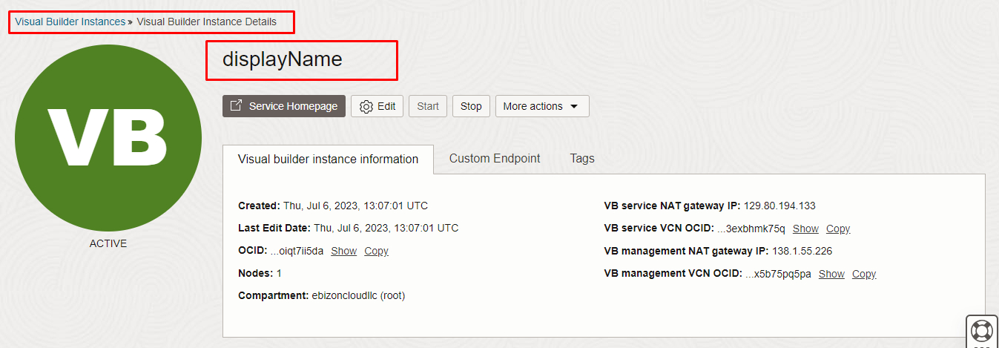 Visual Builder Instances » Visual Builder Instance Details
displayName
VB
ACTIVE
Service Homepage Edit Start Stop More actions
Visual builder instance information Custom Endpoint Tags
Created: Thu, Jul 6, 2023, 13:07:01 UTC
Last Edit Date: Thu, Jul 6, 2023, 13:07:01 UTC
OCID: ...oiqt7ii5da Show Copy
Nodes: 1
Compartment: ebizoncloudllc (root)
VB service NAT gateway IP: 129.80.194.133
VB service VCN OCID: ...3exbhmk75q Show Copy
VB management NAT gateway IP: 138.1.55.226
VB management VCN OCID: ...x5b75pq5pa Show Copy